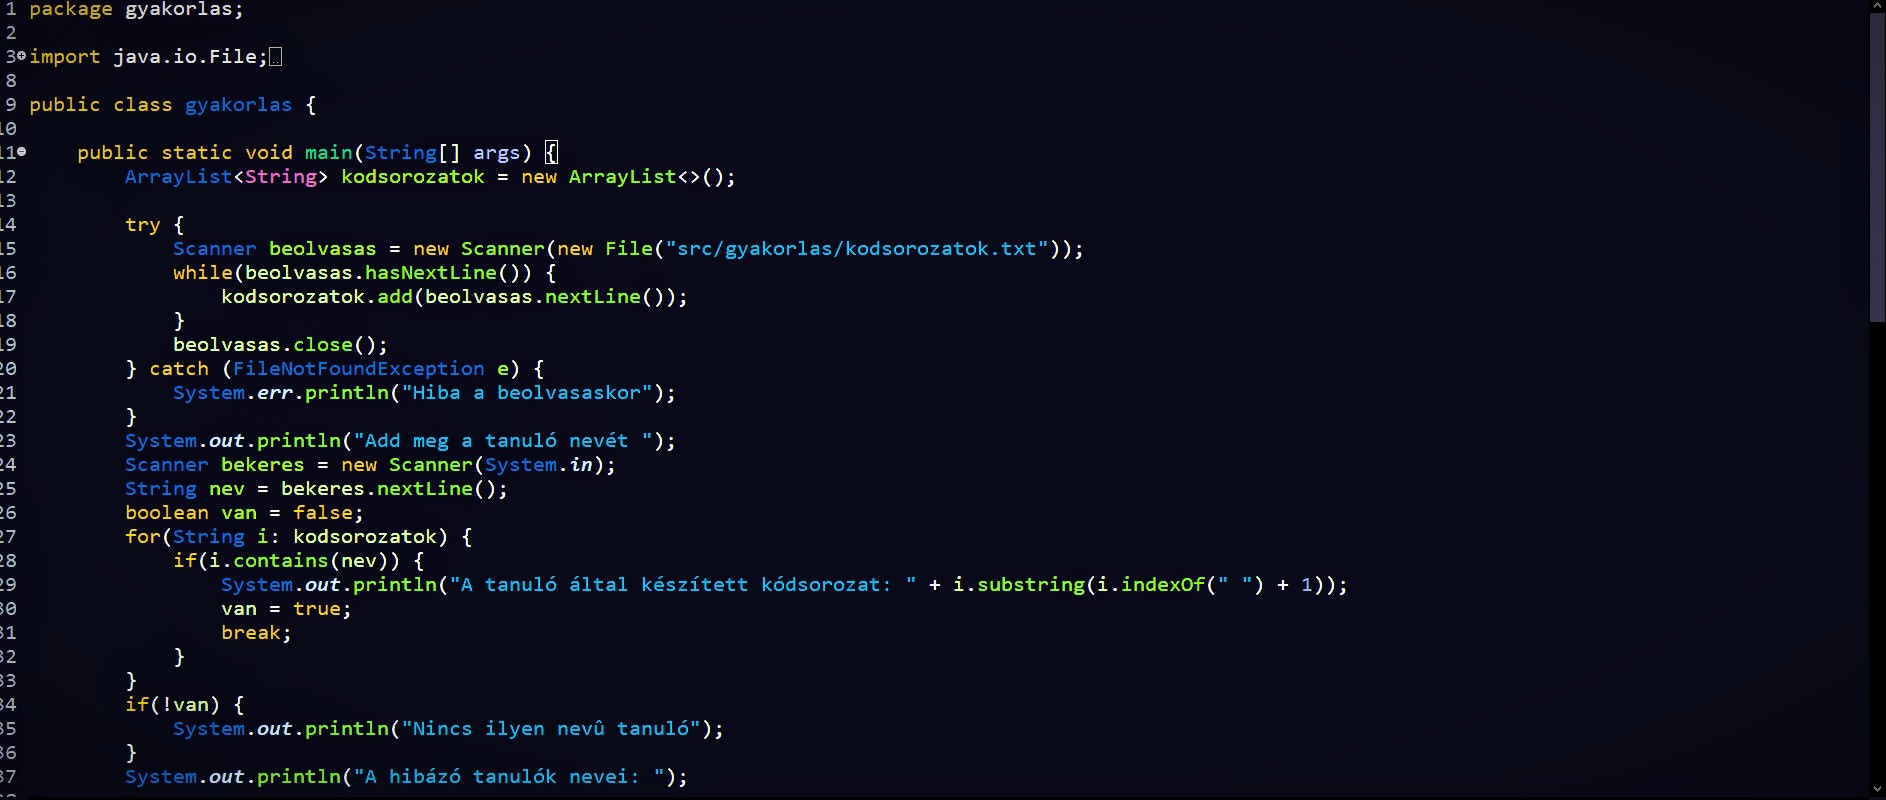 1 package gyakorlas;
2
3 import java.io.File;
8
9 public class gyakorlas {
10
11 public static void main(String[] args) {
12 ArrayList<String> kodsorozatok = new ArrayList<>();
13
14 try {
15 Scanner beolvasas = new Scanner(new File("src/gyakorlas/kodsorozatok.txt"));
16 while(beolvasas.hasNextLine()) {
17 kodsorozatok.add(beolvasas.nextLine());
18 }
19 beolvasas.close();
20 } catch (FileNotFoundException e) {
21 System.err.println("Hiba a beolvasaskor");
22 }
23 System.out.println("Add meg a tanuló nevét ");
24 Scanner bekeres = new Scanner(System.in);
25 String nev = bekeres.nextLine();
26 boolean van = false;
27 for(String i: kodsorozatok) {
28 if(i.contains(nev)) {
29 System.out.println("A tanuló által készített kódsorozat: " + i.substring(i.indexOf(" ") + 1));
30 van = true;
31 break;
32 }
33 }
34 if(!van) {
35 System.out.println("Nincs ilyen nevû tanuló");
36 }
37 System.out.println("A hibázó tanulók nevei: ");